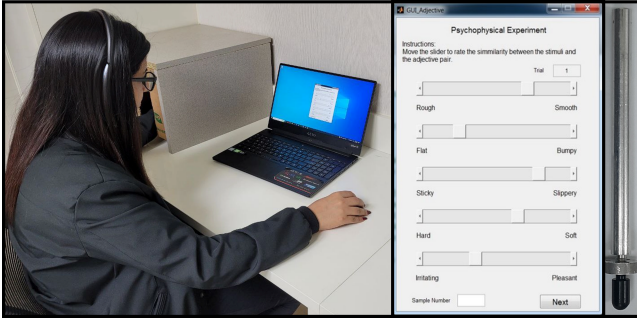 GUI_Adjective
Psychophysical Experiment
Instructions:
Move the slider to rate the simmilarity between the stimuli and
the adjective pair.
Trial 1
Rough Smooth
Flat Bumpy
Sticky Slippery
Hard Soft
Irritating Pleasant
Sample Number Next